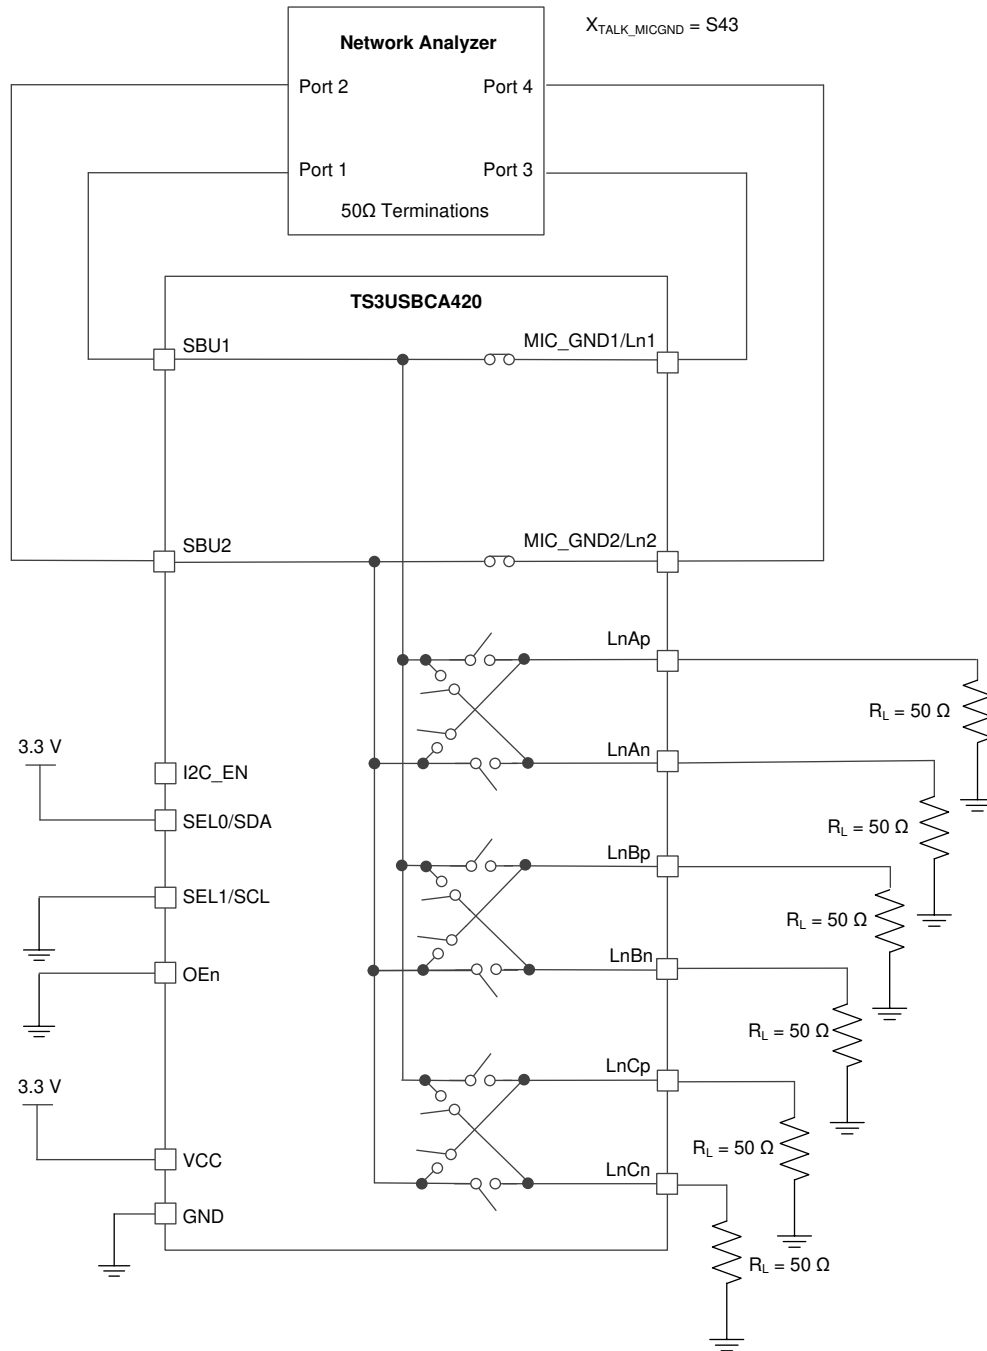 X_TALK_MICGND = S43
Network Analyzer
Port 2
Port 4
Port 1
Port 3
50Ω Terminations
TS3USBCA420
SBU1
MIC_GND1/Ln1
SBU2
MIC_GND2/Ln2
LnAp
R_L = 50 Ω
LnAn
3.3 V
I2C_EN
SEL0/SDA
R_L = 50 Ω
LnBp
SEL1/SCL
R_L = 50 Ω
LnBn
OEn
R_L = 50 Ω
LnCp
3.3 V
VCC
R_L = 50 Ω
LnCn
GND
R_L = 50 Ω